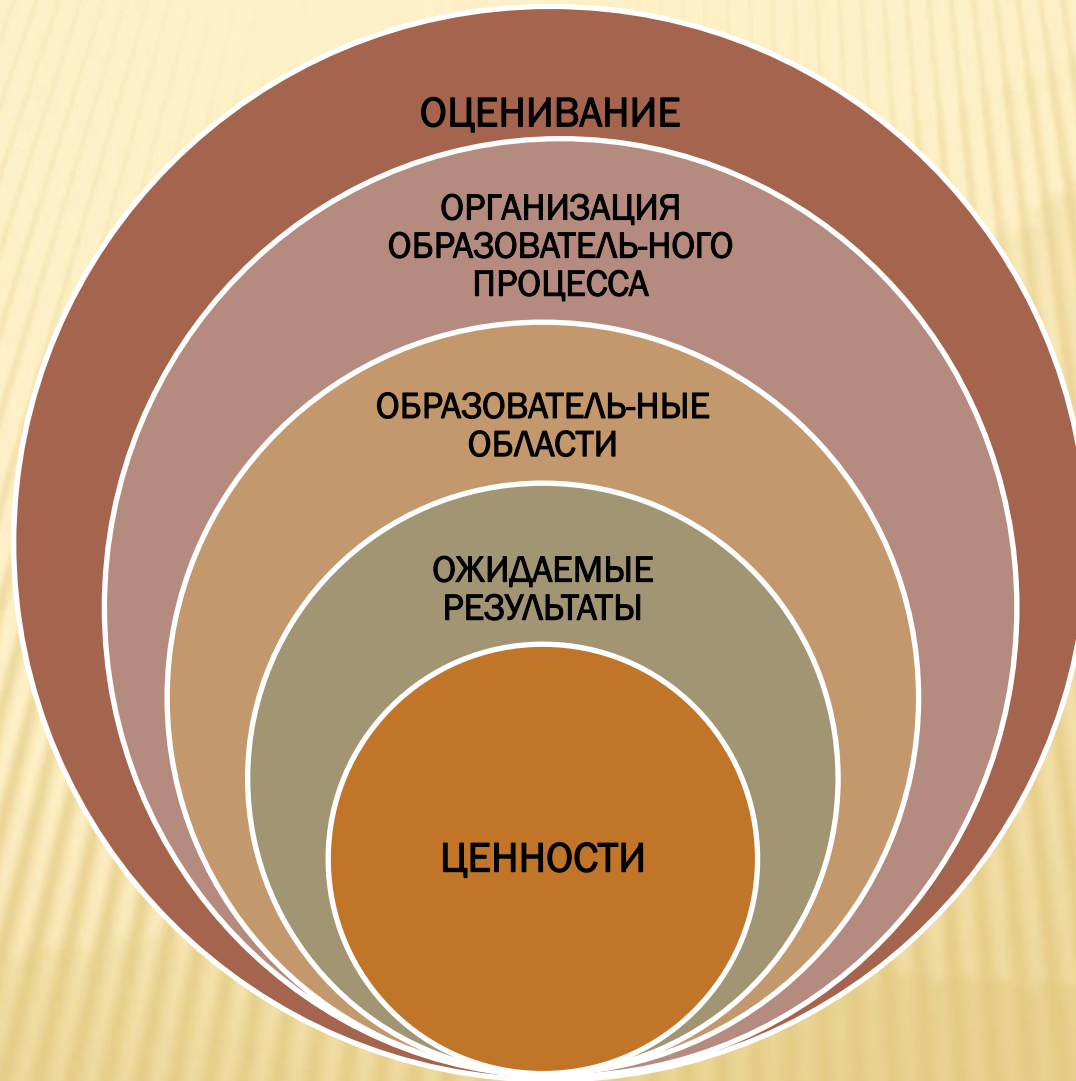 ОЦЕНИВАНИЕ
ОРГАНИЗАЦИЯ
ОБРАЗОВАТЕЛЬ-НОГО
ПРОЦЕССА
ОБРАЗОВАТЕЛЬ-НЫЕ
ОБЛАСТИ
ОЖИДАЕМЫЕ
РЕЗУЛЬТАТЫ
ЦЕННОСТИ